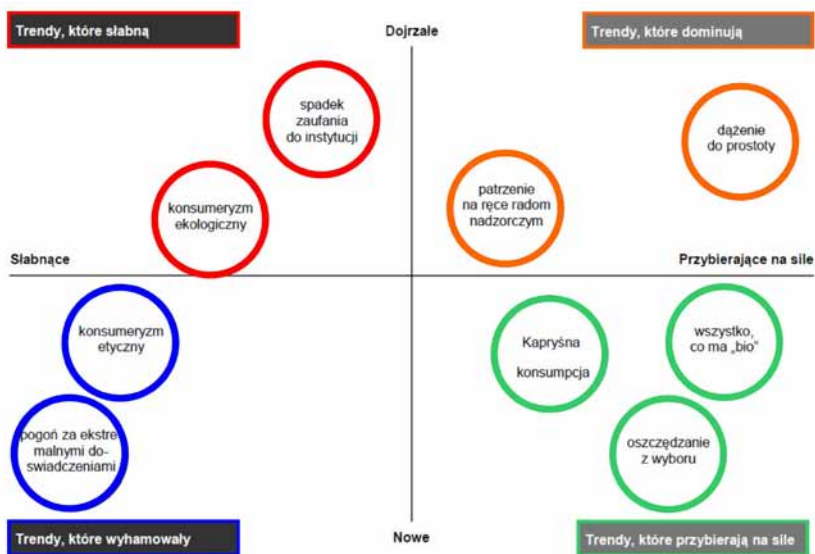 Trendy, które słabną
Dojrzałe
Trendy, które dominują
spadek
zaufania
do instytucji
dążenie
do prostoty
konsumeryzm
ekologiczny
patrzenie
na ręce radom
nadzorczym
Słabnące
Przybierające na sile
konsumeryzm
etyczny
Kapryśna
konsumpcja
wszystko,
co ma „bio”
pogoń za ekstre
malnymi do-
swiadczeniami
oszczędzanie
z wyboru
Trendy, które wyhamowały
Nowe
Trendy, które przybierają na sile